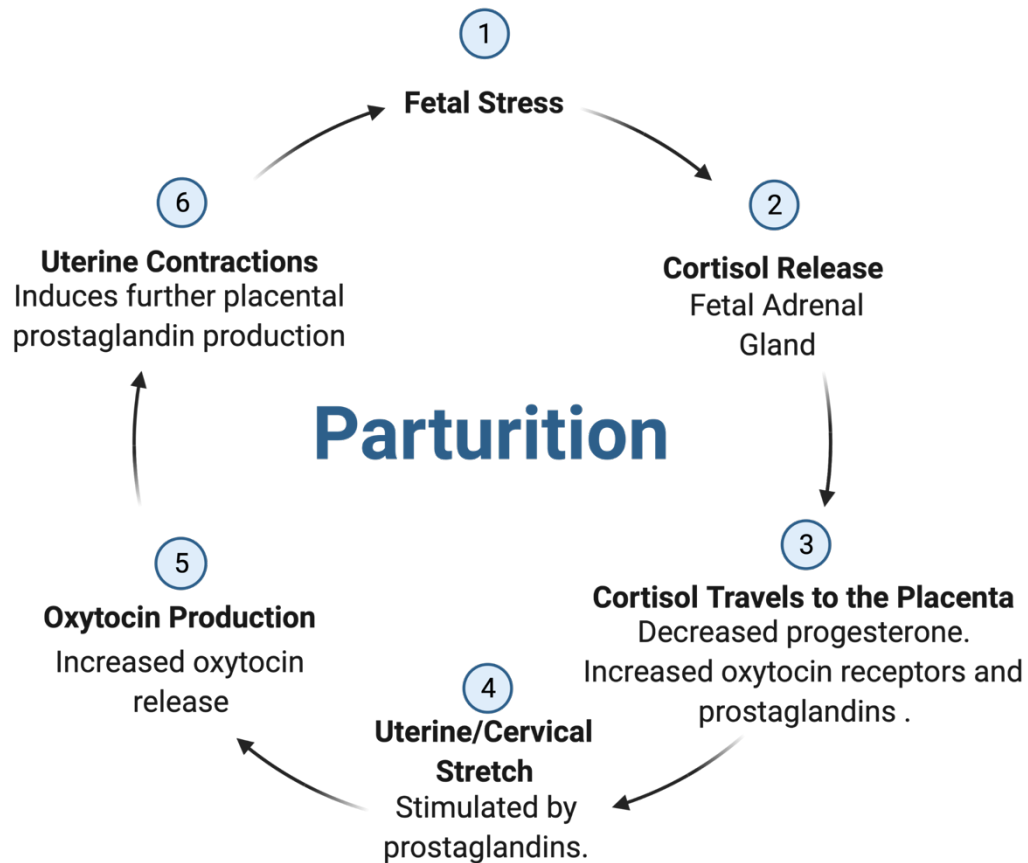 1
Fetal Stress
2
Cortisol Release
Fetal Adrenal
Gland
3
Cortisol Travels to the Placenta
Decreased progesterone.
Increased oxytocin receptors and
prostaglandins .
4
Uterine/Cervical
Stretch
Stimulated by
prostaglandins.
5
Oxytocin Production
Increased oxytocin
release
6
Uterine Contractions
Induces further placental
prostaglandin production
Parturition